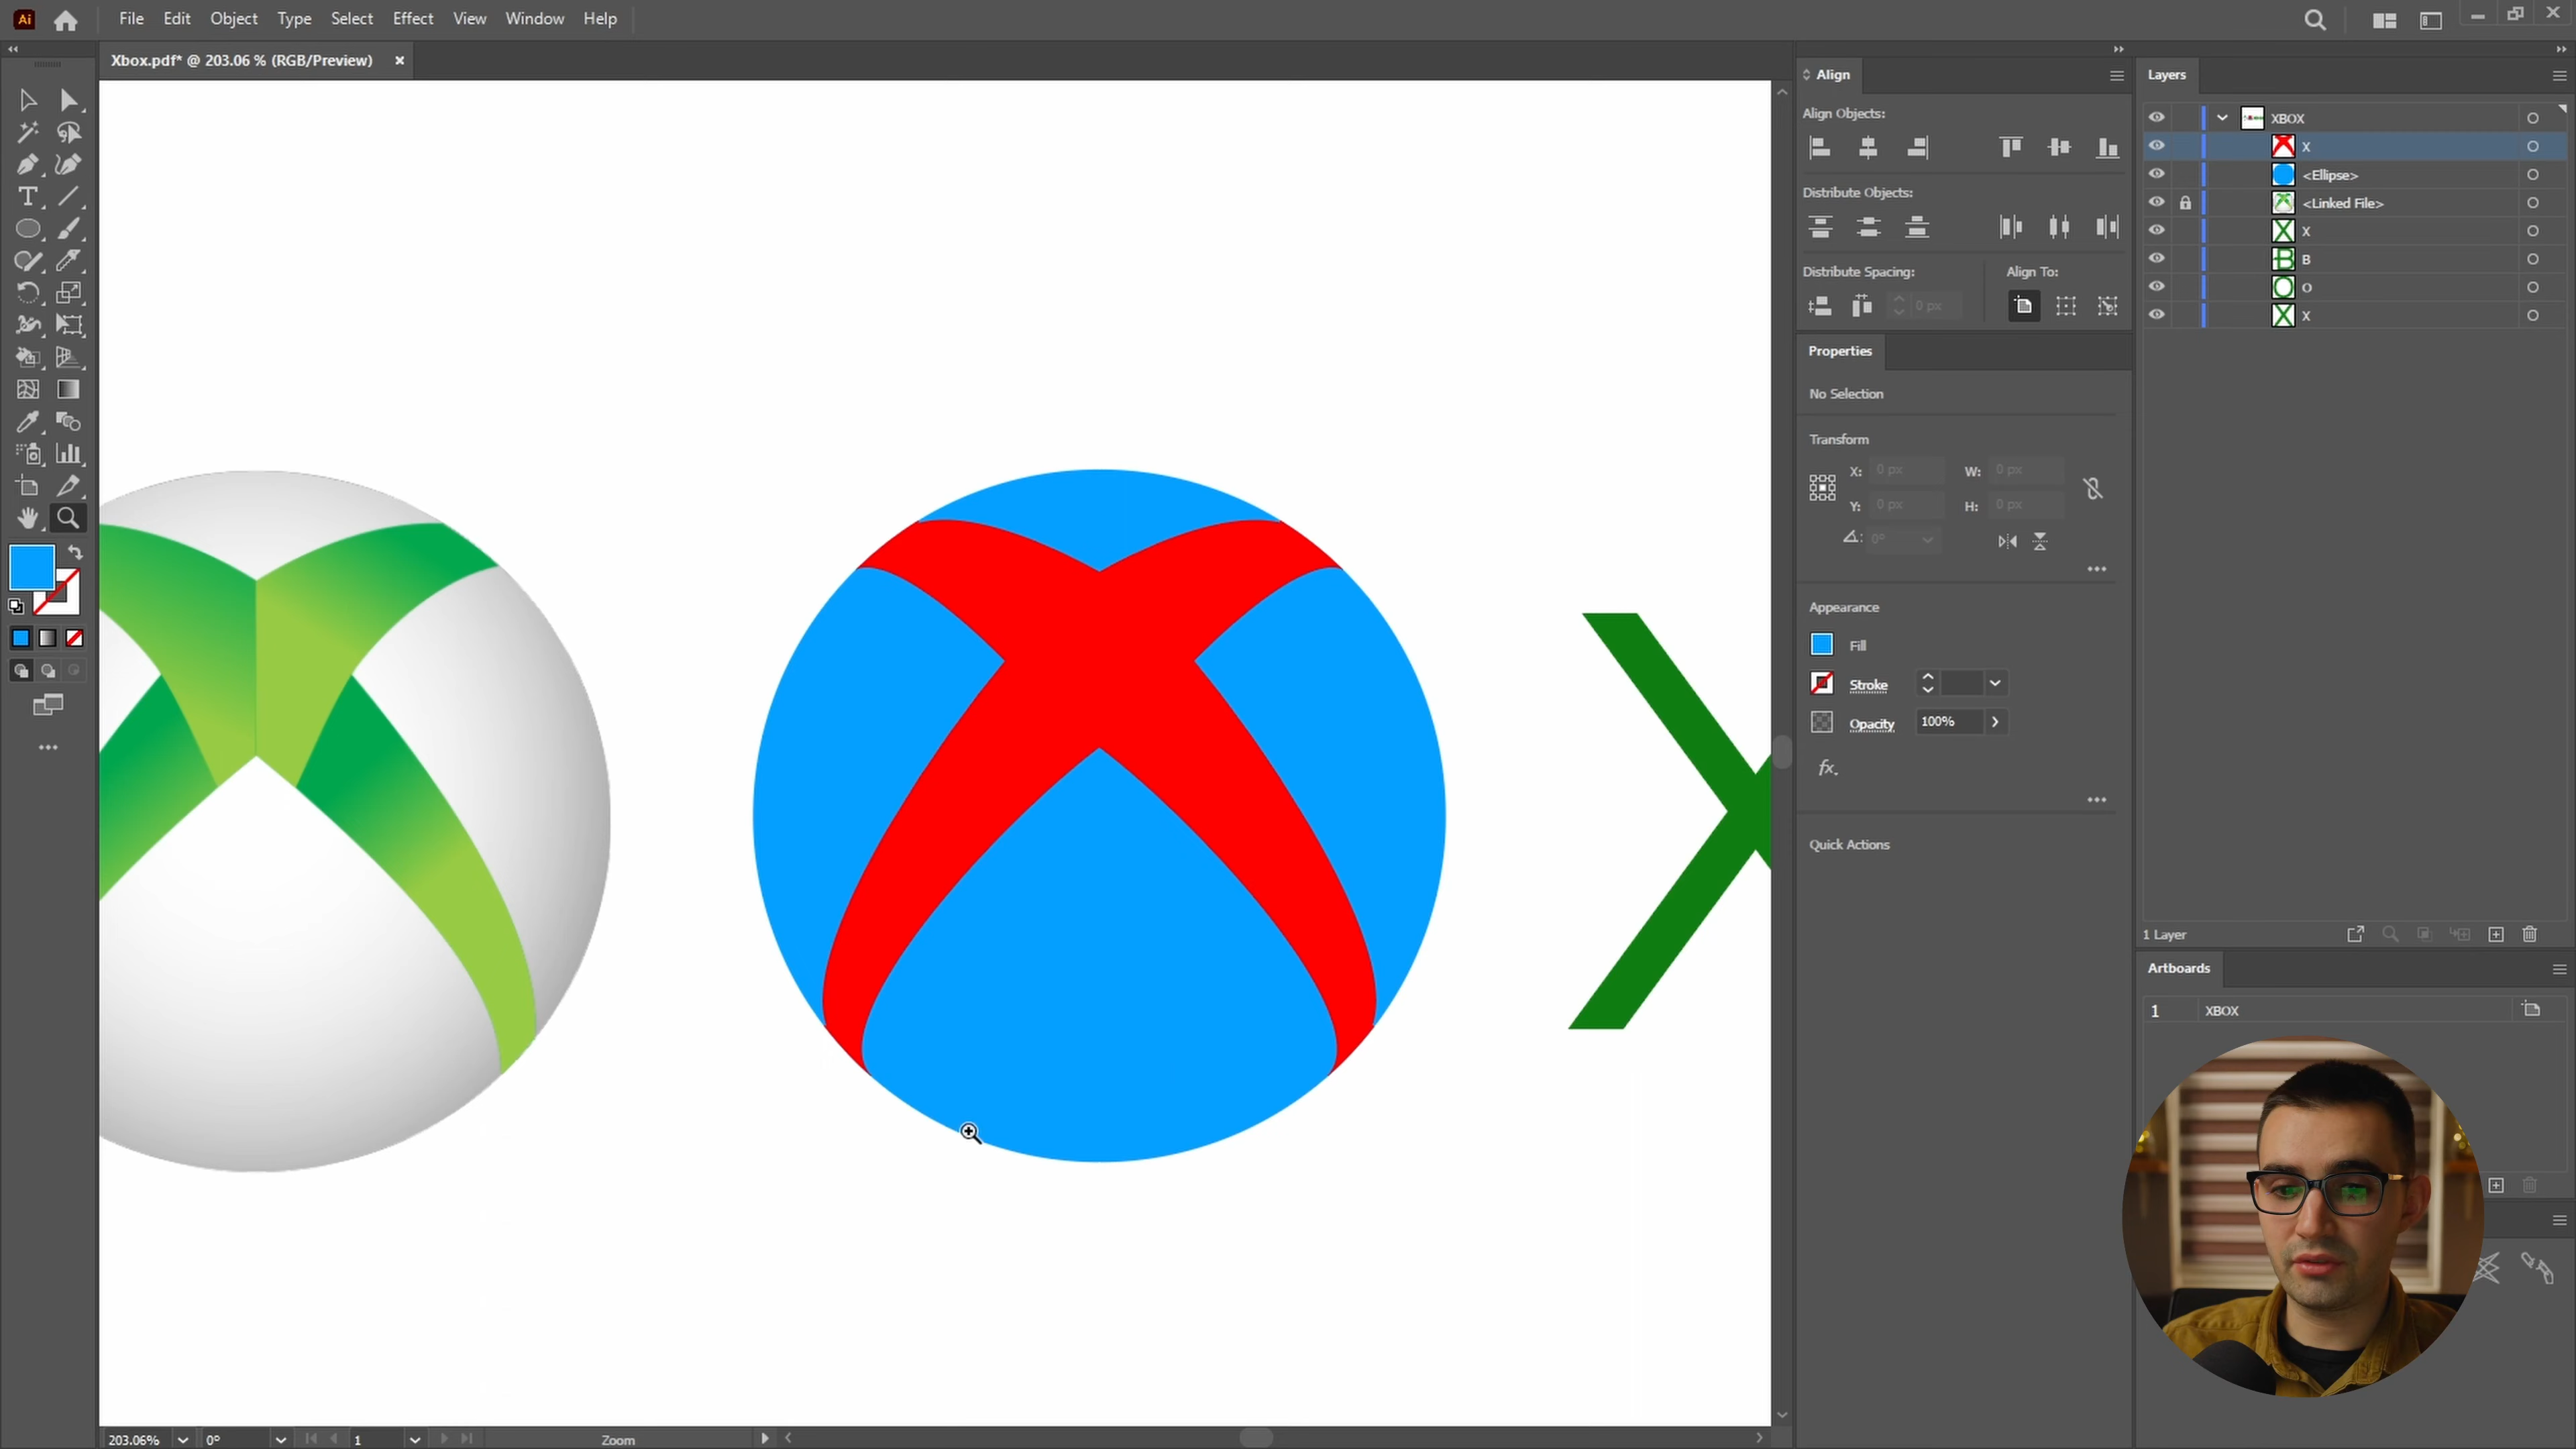 Ai File Edit Object Type Select Effect View Window Help
Xbox.pdf* @ 203.06 % (RGB/Preview) ×
Align
Align Objects:
Distribute Objects:
Distribute Spacing: Align To:
0 px
Properties
No Selection
Transform
X: 0 px W: 0 px
Y: 0 px H: 0 px
0°
Appearance
Fill
Stroke
Opacity 100%
fx.
Quick Actions
Layers
XBOX
X
<Ellipse>
<Linked File>
X
B
O
X
1 Layer
Artboards
1 XBOX
X
203.06% 0° 1 Zoom